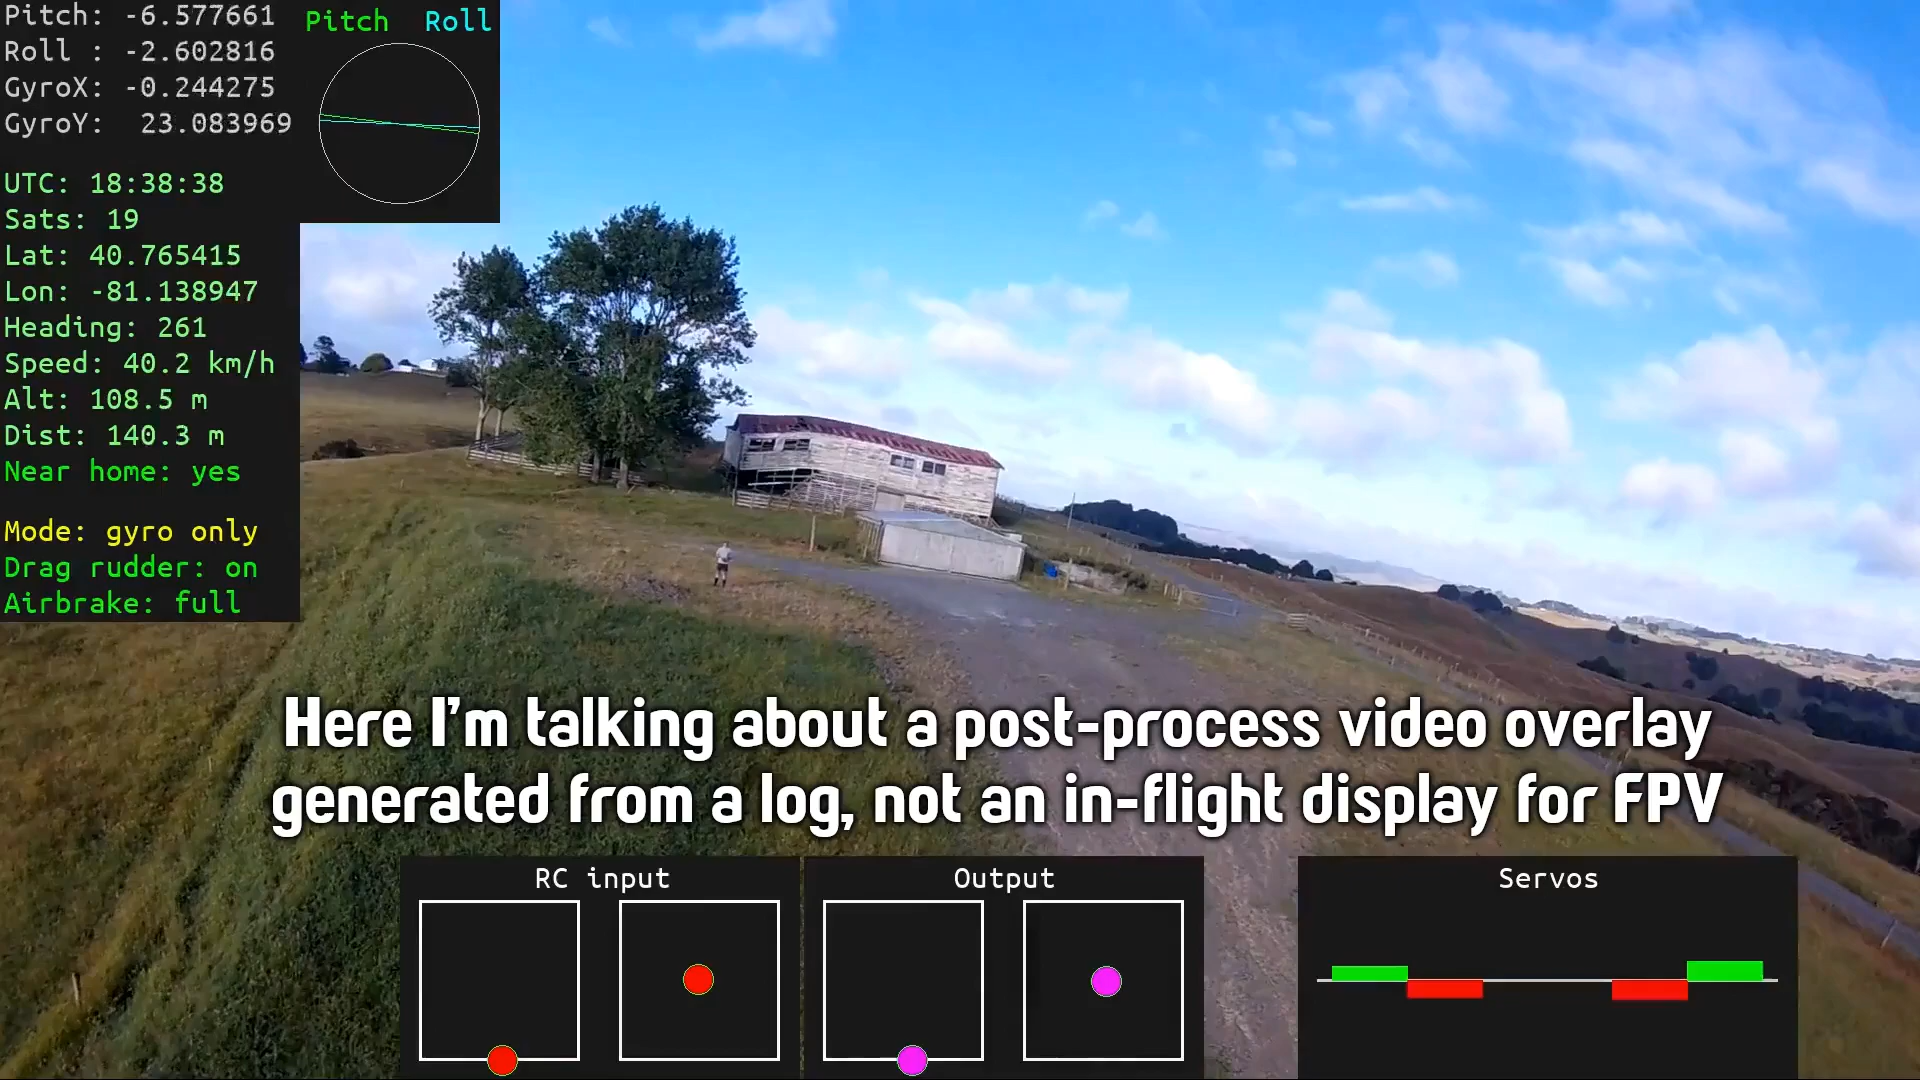 Pitch: -6.577661
Roll : -2.602816
GyroX: -0.244275
GyroY:  23.083969
Pitch Roll
UTC: 18:38:38
Sats: 19
Lat: 40.765415
Lon: -81.138947
Heading: 261
Speed: 40.2 km/h
Alt: 108.5 m
Dist: 140.3 m
Near home: yes
Mode: gyro only
Drag rudder: on
Airbrake: full
Here I'm talking about a post-process video overlay
generated from a log, not an in-flight display for FPV
RC input
Output
Servos